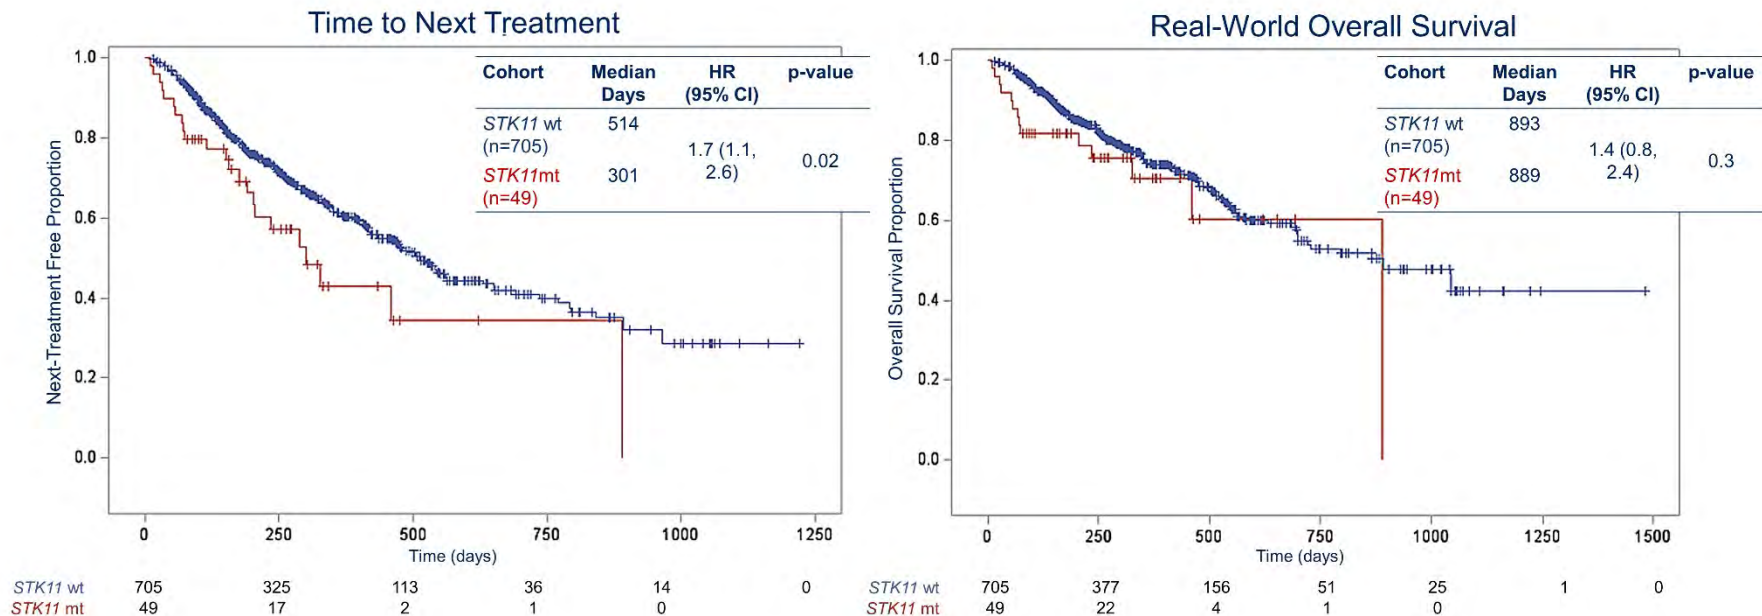 Time to Next Treatment
Next-Treatment Free Proportion
1.0
0.8
0.6
0.4
0.2
0.0
Cohort Median Days HR (95% CI) p-value
STK11 wt (n=705) 514
1.7 (1.1, 2.6) 0.02
STK11mt (n=49) 301
0 250 500 750 1000 1250
Time (days)
STK11 wt 705 325 113 36 14 0
STK11 mt 49 17 2 1 0
Real-World Overall Survival
Overall Survival Proportion
1.0
0.8
0.6
0.4
0.2
0.0
Cohort Median Days HR (95% CI) p-value
STK11 wt (n=705) 893
1.4 (0.8, 2.4) 0.3
STK11mt (n=49) 889
0 250 500 750 1000 1250 1500
Time (days)
STK11 wt 705 377 156 51 25 1 0
STK11 mt 49 22 4 1 0